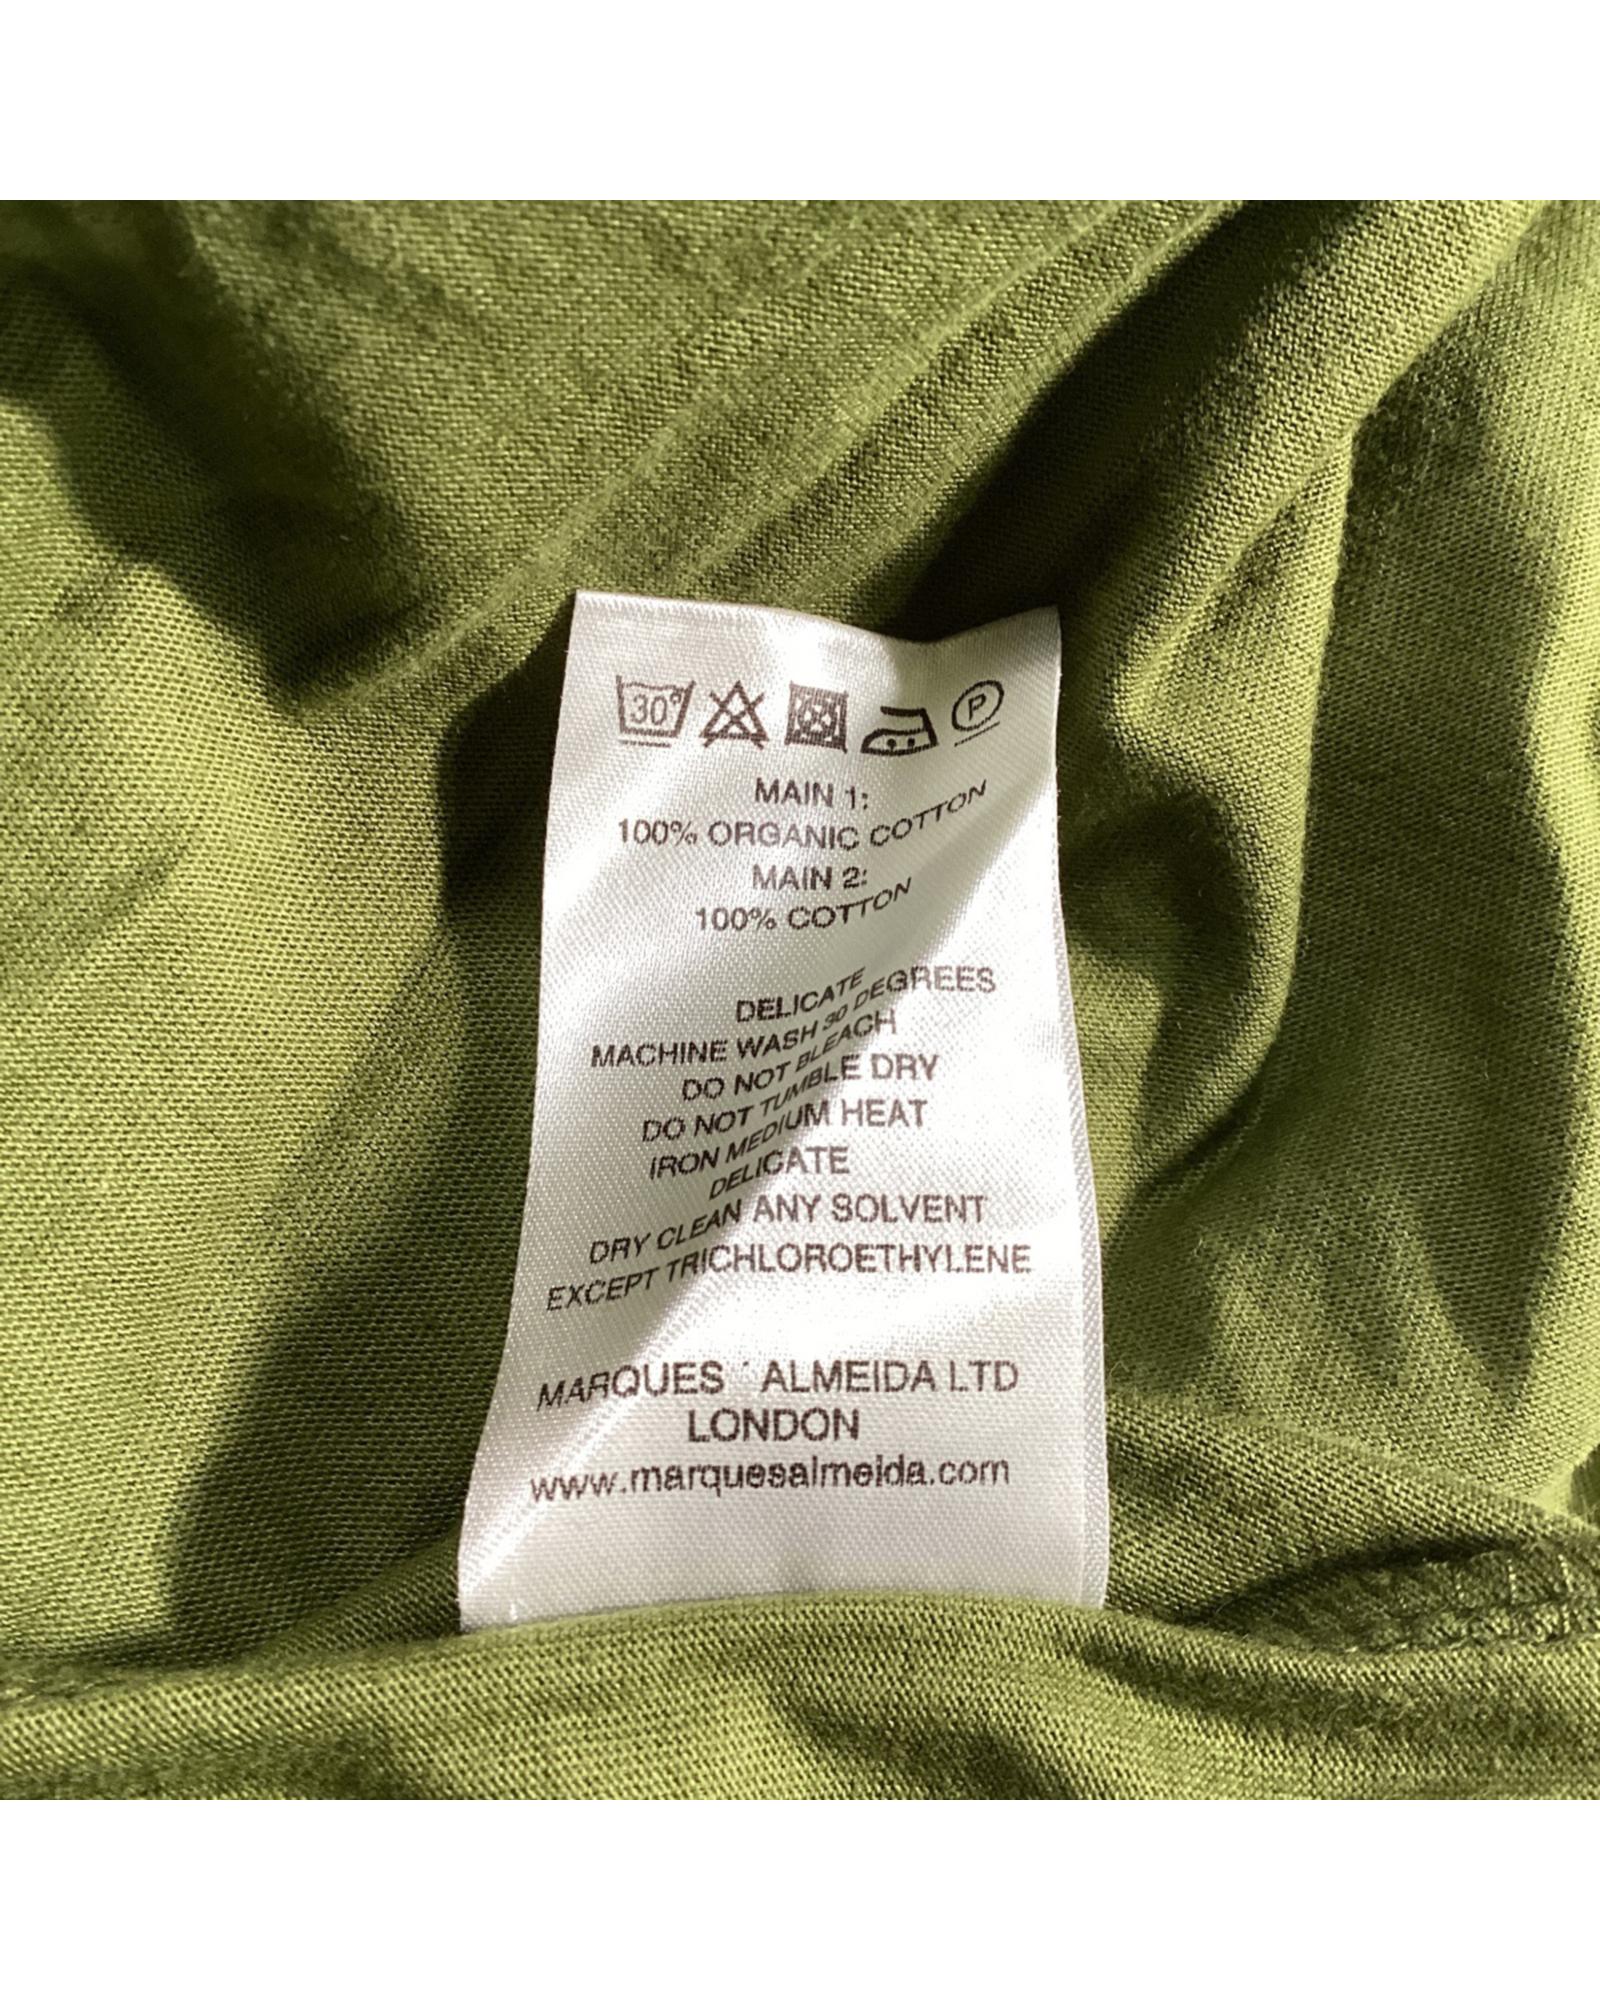 30°
P
MAIN 1:
100% ORGANIC COTTON
MAIN 2:
100% COTTON
DELICATE
MACHINE WASH 30 DEGREES
DO NOT BLEACH
DO NOT TUMBLE DRY
IRON MEDIUM HEAT
DELICATE
DRY CLEAN ANY SOLVENT
EXCEPT TRICHLOROETHYLENE
MARQUES ' ALMEIDA LTD
LONDON
www.marquesalmeida.com